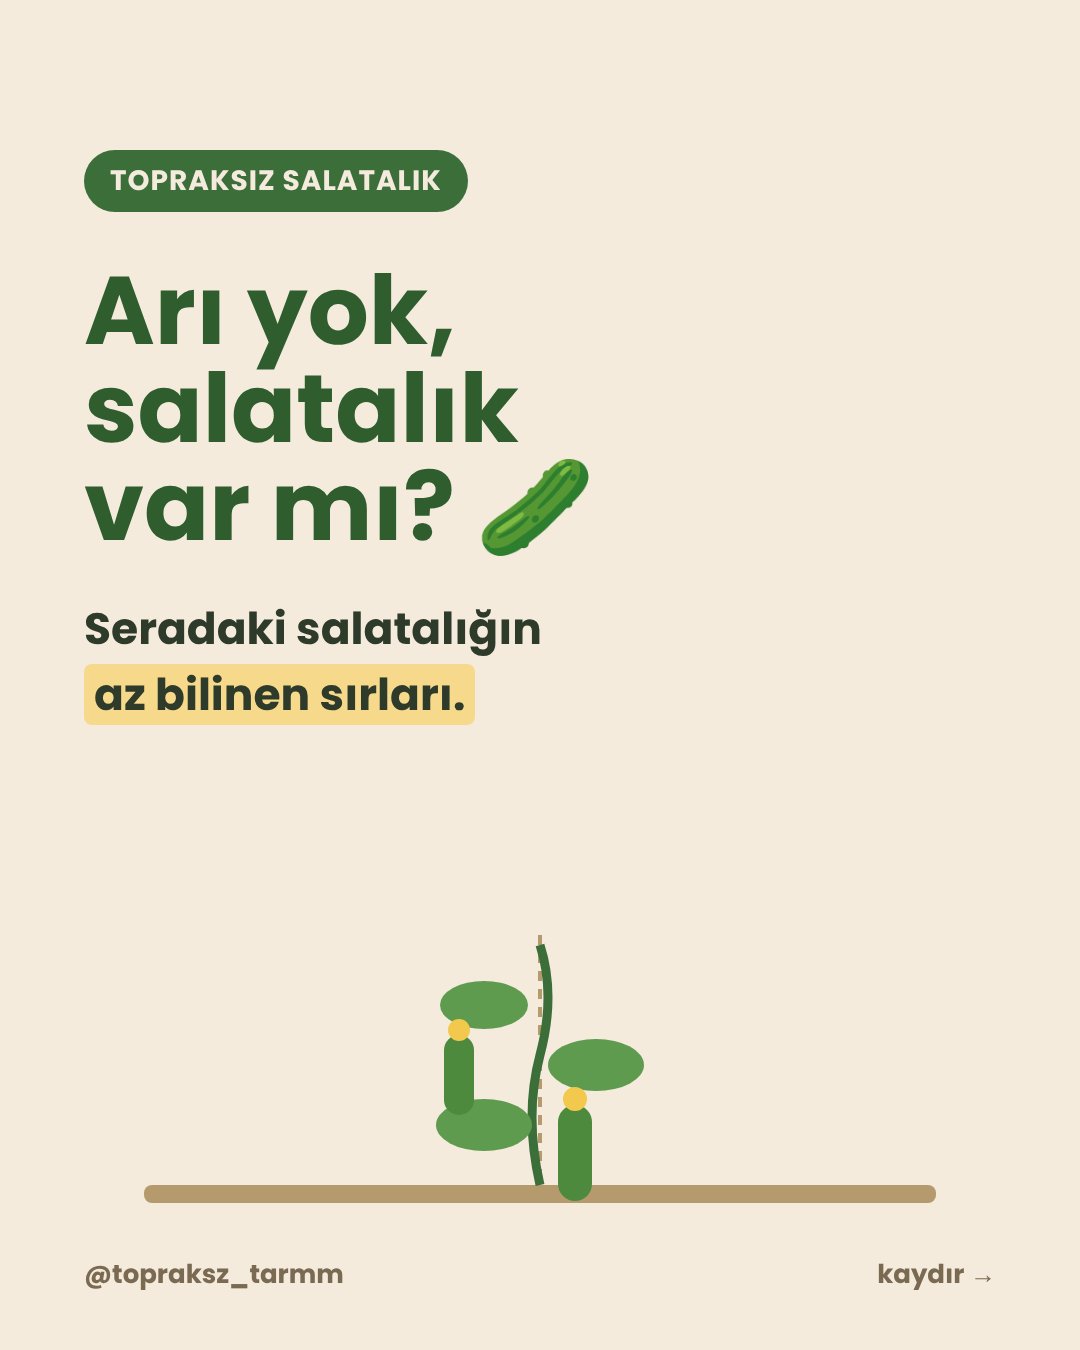 TOPRAKSIZ SALATALIK
Arı yok,
salatalık
var mı? 🥒
Seradaki salatalığın
az bilinen sırları.
@topraksz_tarmm
kaydır →